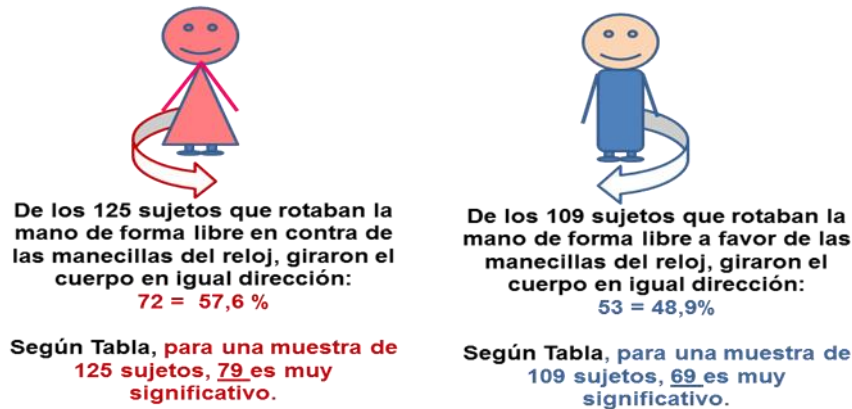 De los 125 sujetos que rotaban la
mano de forma libre en contra de
las manecillas del reloj, giraron el
cuerpo en igual dirección:
72 = 57,6 %
Según Tabla, para una muestra de
125 sujetos, 79 es muy
significativo.
De los 109 sujetos que rotaban la
mano de forma libre a favor de las
manecillas del reloj, giraron el
cuerpo en igual dirección:
53 = 48,9%
Según Tabla, para una muestra de
109 sujetos, 69 es muy
significativo.